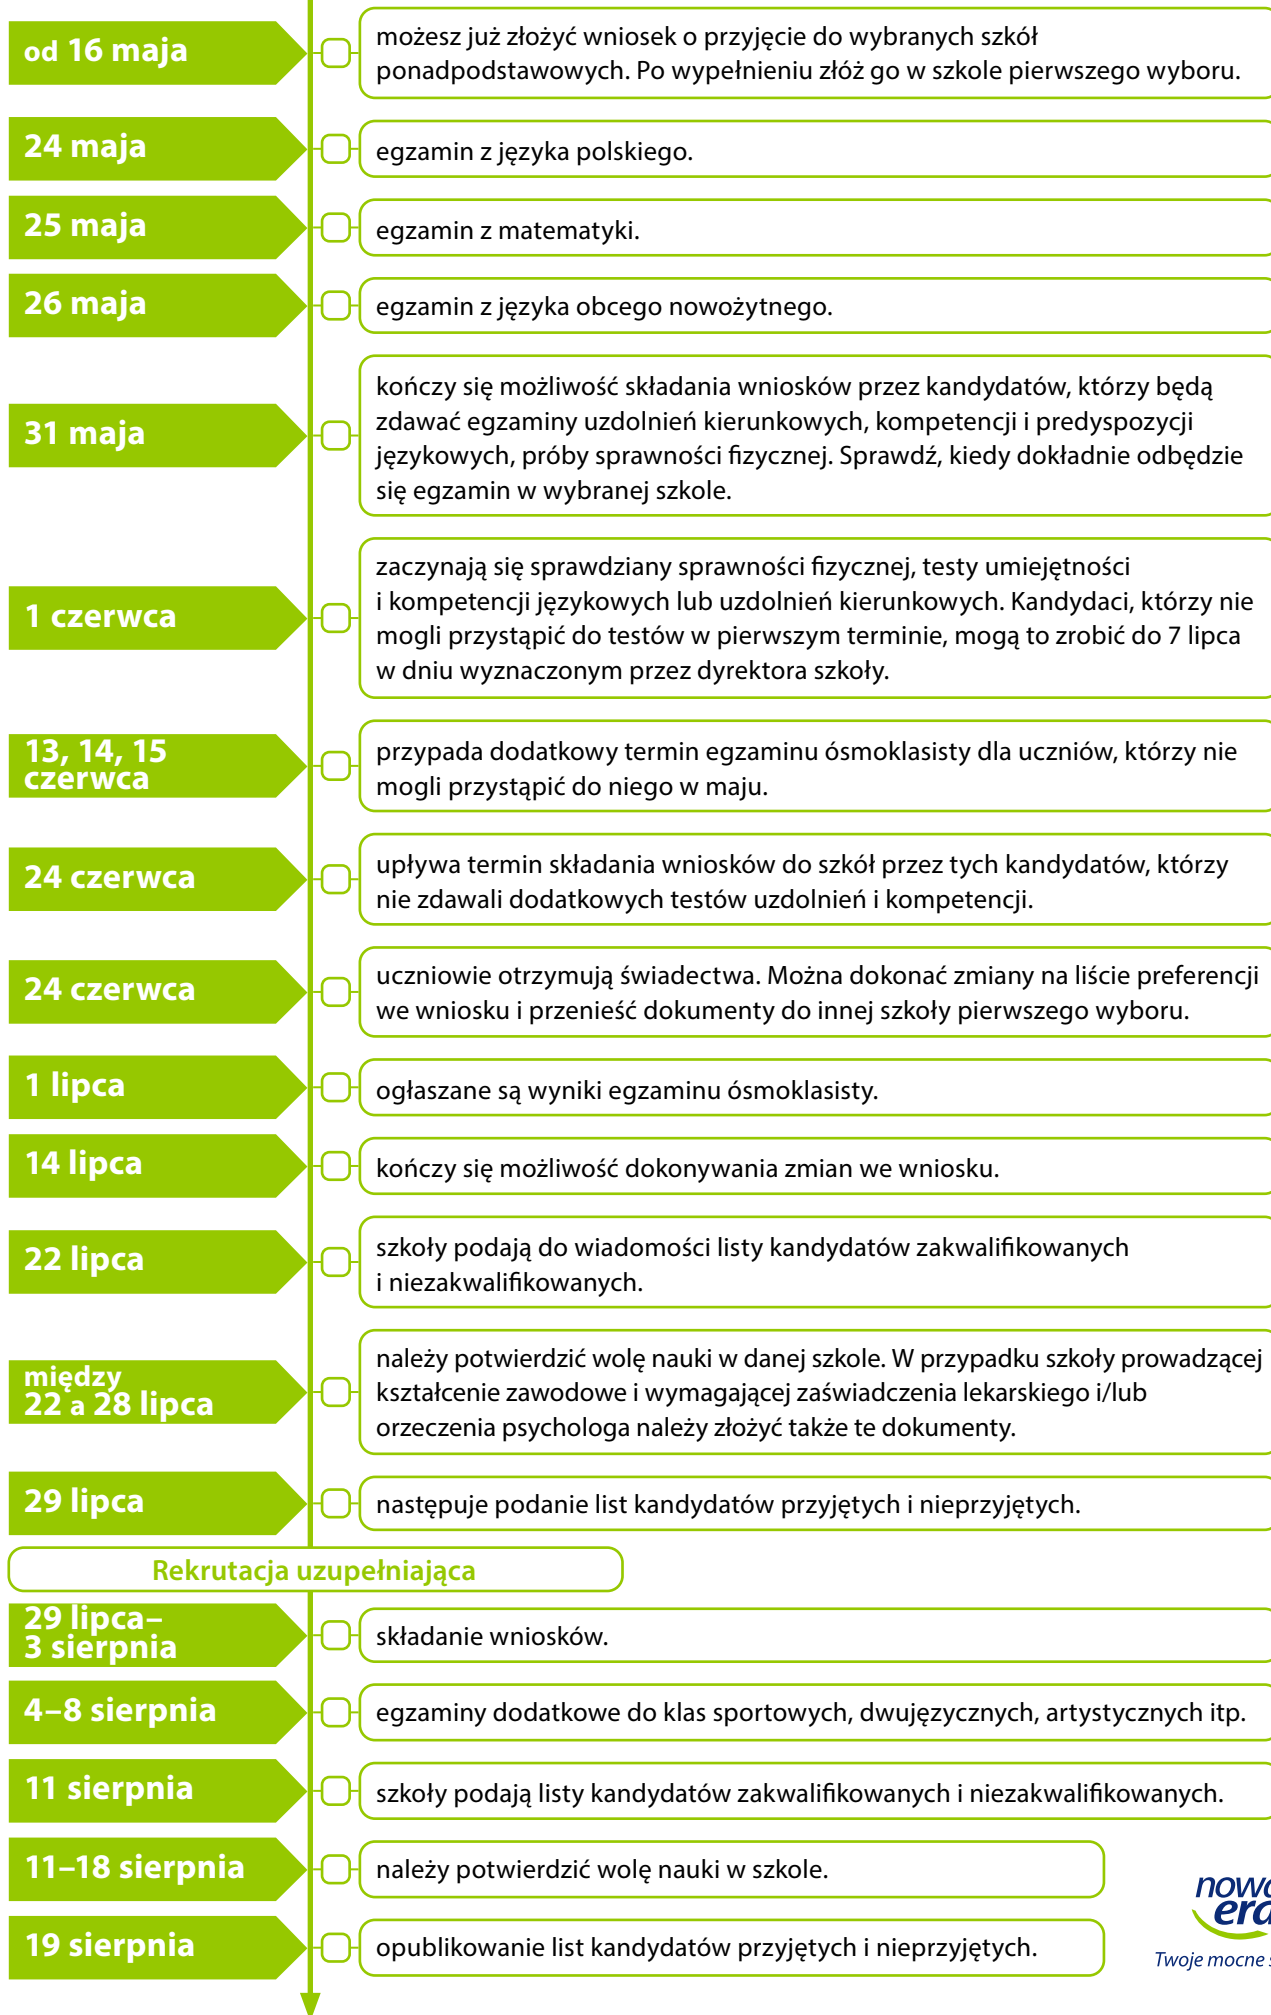 od 16 maja
możesz już złożyć wniosek o przyjęcie do wybranych szkół
ponadpodstawowych. Po wypełnieniu złóż go w szkole pierwszego wyboru.
24 maja
egzamin z języka polskiego.
25 maja
egzamin z matematyki.
26 maja
egzamin z języka obcego nowożytnego.
31 maja
kończy się możliwość składania wniosków przez kandydatów, którzy będą
zdawać egzaminy uzdolnień kierunkowych, kompetencji i predyspozycji
językowych, próby sprawności fizycznej. Sprawdź, kiedy dokładnie odbędzie
się egzamin w wybranej szkole.
1 czerwca
zaczynają się sprawdziany sprawności fizycznej, testy umiejętności
i kompetencji językowych lub uzdolnień kierunkowych. Kandydaci, którzy nie
mogli przystąpić do testów w pierwszym terminie, mogą to zrobić do 7 lipca
w dniu wyznaczonym przez dyrektora szkoły.
13, 14, 15
czerwca
przypada dodatkowy termin egzaminu ósmoklasisty dla uczniów, którzy nie
mogli przystąpić do niego w maju.
24 czerwca
upływa termin składania wniosków do szkół przez tych kandydatów, którzy
nie zdawali dodatkowych testów uzdolnień i kompetencji.
24 czerwca
uczniowie otrzymują świadectwa. Można dokonać zmiany na liście preferencji
we wniosku i przenieść dokumenty do innej szkoły pierwszego wyboru.
1 lipca
ogłaszane są wyniki egzaminu ósmoklasisty.
14 lipca
kończy się możliwość dokonywania zmian we wniosku.
22 lipca
szkoły podają do wiadomości listy kandydatów zakwalifikowanych
i niezakwalifikowanych.
między
22 a 28 lipca
należy potwierdzić wolę nauki w danej szkole. W przypadku szkoły prowadzącej
kształcenie zawodowe i wymagającej zaświadczenia lekarskiego i/lub
orzeczenia psychologa należy złożyć także te dokumenty.
29 lipca
następuje podanie list kandydatów przyjętych i nieprzyjętych.
Rekrutacja uzupełniająca
29 lipca–
3 sierpnia
składanie wniosków.
4–8 sierpnia
egzaminy dodatkowe do klas sportowych, dwujęzycznych, artystycznych itp.
11 sierpnia
szkoły podają listy kandydatów zakwalifikowanych i niezakwalifikowanych.
11–18 sierpnia
należy potwierdzić wolę nauki w szkole.
19 sierpnia
opublikowanie list kandydatów przyjętych i nieprzyjętych.
nowa
era
Twoje mocne